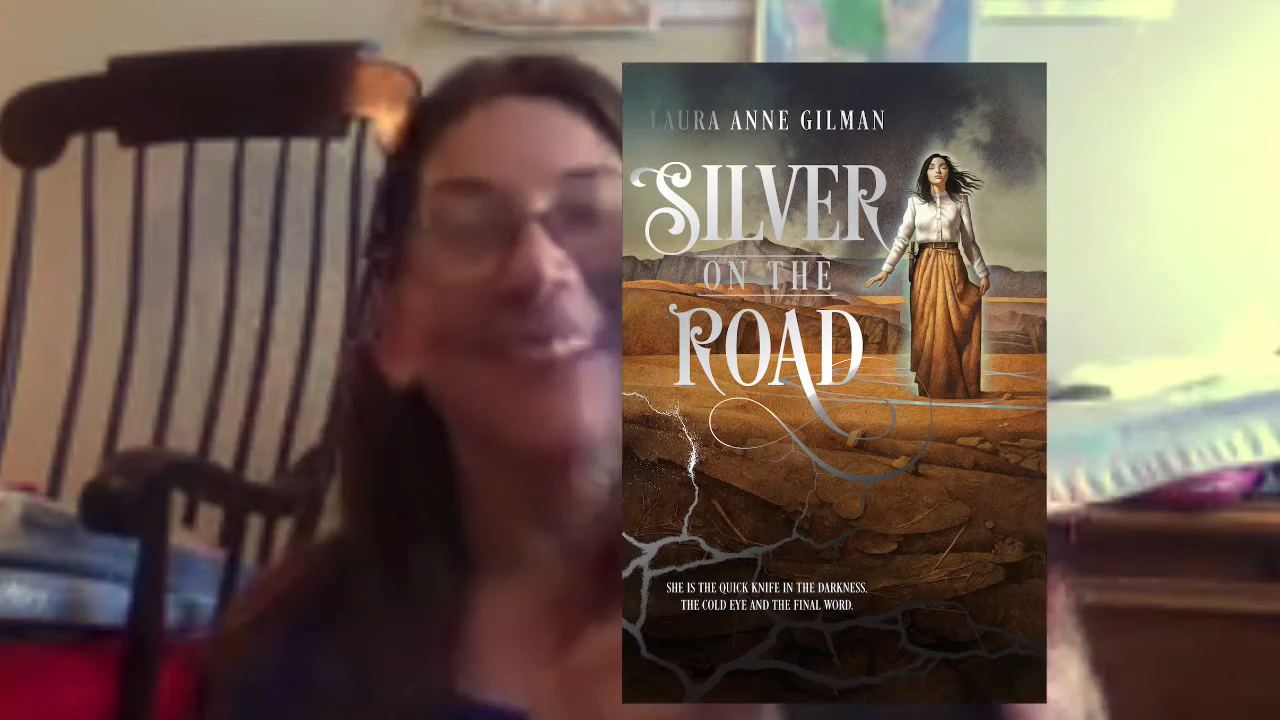 LAURA ANNE GILMAN
SILVER
ON THE
ROAD
SHE IS THE QUICK KNIFE IN THE DARKNESS.
THE COLD EYE AND THE FINAL WORD.